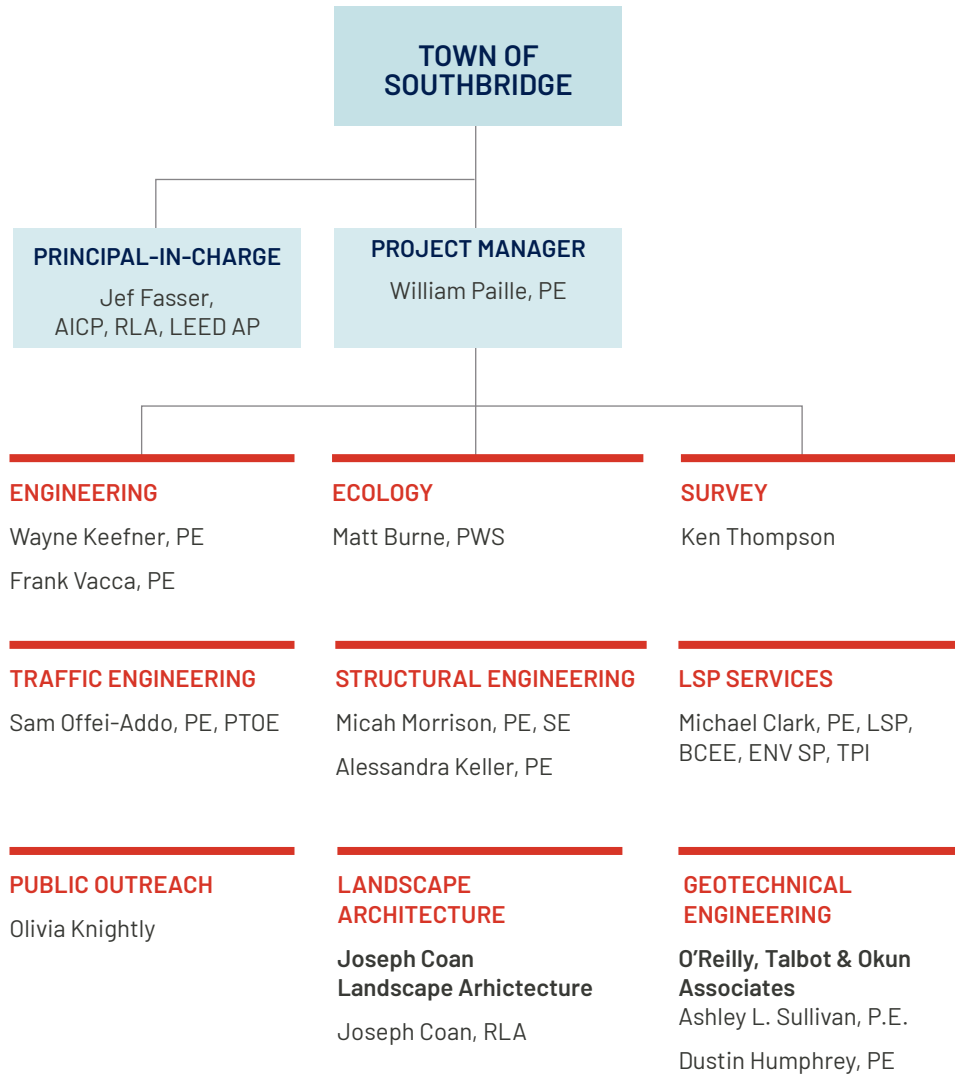 TOWN OF
SOUTHBRIDGE
PRINCIPAL-IN-CHARGE
Jef Fasser,
AICP, RLA, LEED AP
PROJECT MANAGER
William Paille, PE
ENGINEERING
Wayne Keefner, PE
Frank Vacca, PE
ECOLOGY
Matt Burne, PWS
SURVEY
Ken Thompson
TRAFFIC ENGINEERING
Sam Offei-Addo, PE, PTOE
STRUCTURAL ENGINEERING
Micah Morrison, PE, SE
Alessandra Keller, PE
LSP SERVICES
Michael Clark, PE, LSP,
BCEE, ENV SP, TPI
PUBLIC OUTREACH
Olivia Knightly
LANDSCAPE
ARCHITECTURE
Joseph Coan
Landscape Arhictecture
Joseph Coan, RLA
GEOTECHNICAL
ENGINEERING
O'Reilly, Talbot & Okun
Associates
Ashley L. Sullivan, P.E.
Dustin Humphrey, PE